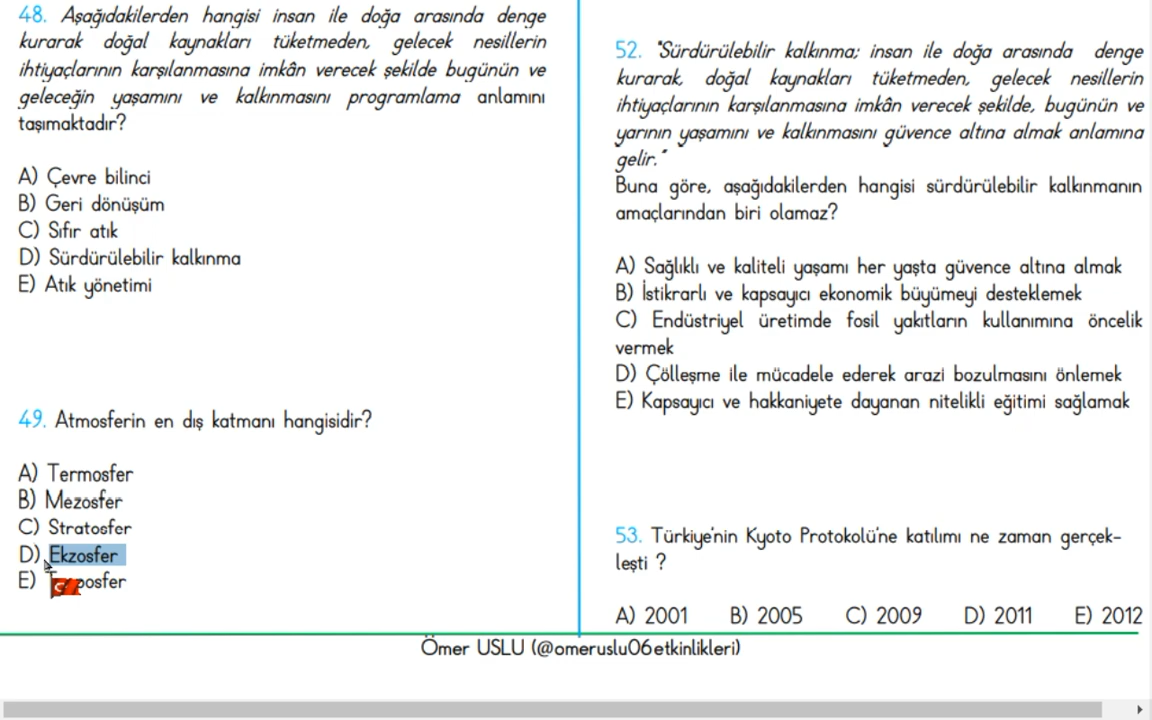 48. Aşağıdakilerden hangisi insan ile doğa arasında denge
kurarak doğal kaynakları tüketmeden, gelecek nesillerin
ihtiyaçlarının karşılanmasına imkân verecek şekilde bugünün ve
geleceğin yaşamını ve kalkınmasını programlama anlamını
taşımaktadır?
A) Çevre bilinci
B) Geri dönüşüm
C) Sıfır atık
D) Sürdürülebilir kalkınma
E) Atık yönetimi
49. Atmosferin en dış katmanı hangisidir?
A) Termosfer
B) Mezosfer
C) Stratosfer
D) Ekzosfer
E)
52. "Sürdürülebilir kalkınma; insan ile doğa arasında denge
kurarak, doğal kaynakları tüketmeden, gelecek nesillerin
ihtiyaçlarının karşılanmasına imkân verecek şekilde, bugünün ve
yarının yaşamını ve kalkınmasını güvence altına almak anlamına
gelir."
Buna göre, aşağıdakilerden hangisi sürdürülebilir kalkınmanın
amaçlarından biri olamaz?
A) Sağlıklı ve kaliteli yaşamı her yaşta güvence altına almak
B) İstikrarlı ve kapsayıcı ekonomik büyümeyi desteklemek
C) Endüstriyel üretimde fosil yakıtların kullanımına öncelik
vermek
D) Çölleşme ile mücadele ederek arazi bozulmasını önlemek
E) Kapsayıcı ve hakkaniyete dayanan nitelikli eğitimi sağlamak
53. Türkiye'nin Kyoto Protokolü'ne katılımı ne zaman gerçek-
leşti ?
A) 2001 B) 2005 C) 2009 D) 2011 E) 2012
Ömer USLU (@omeruslu06etkinlikleri)